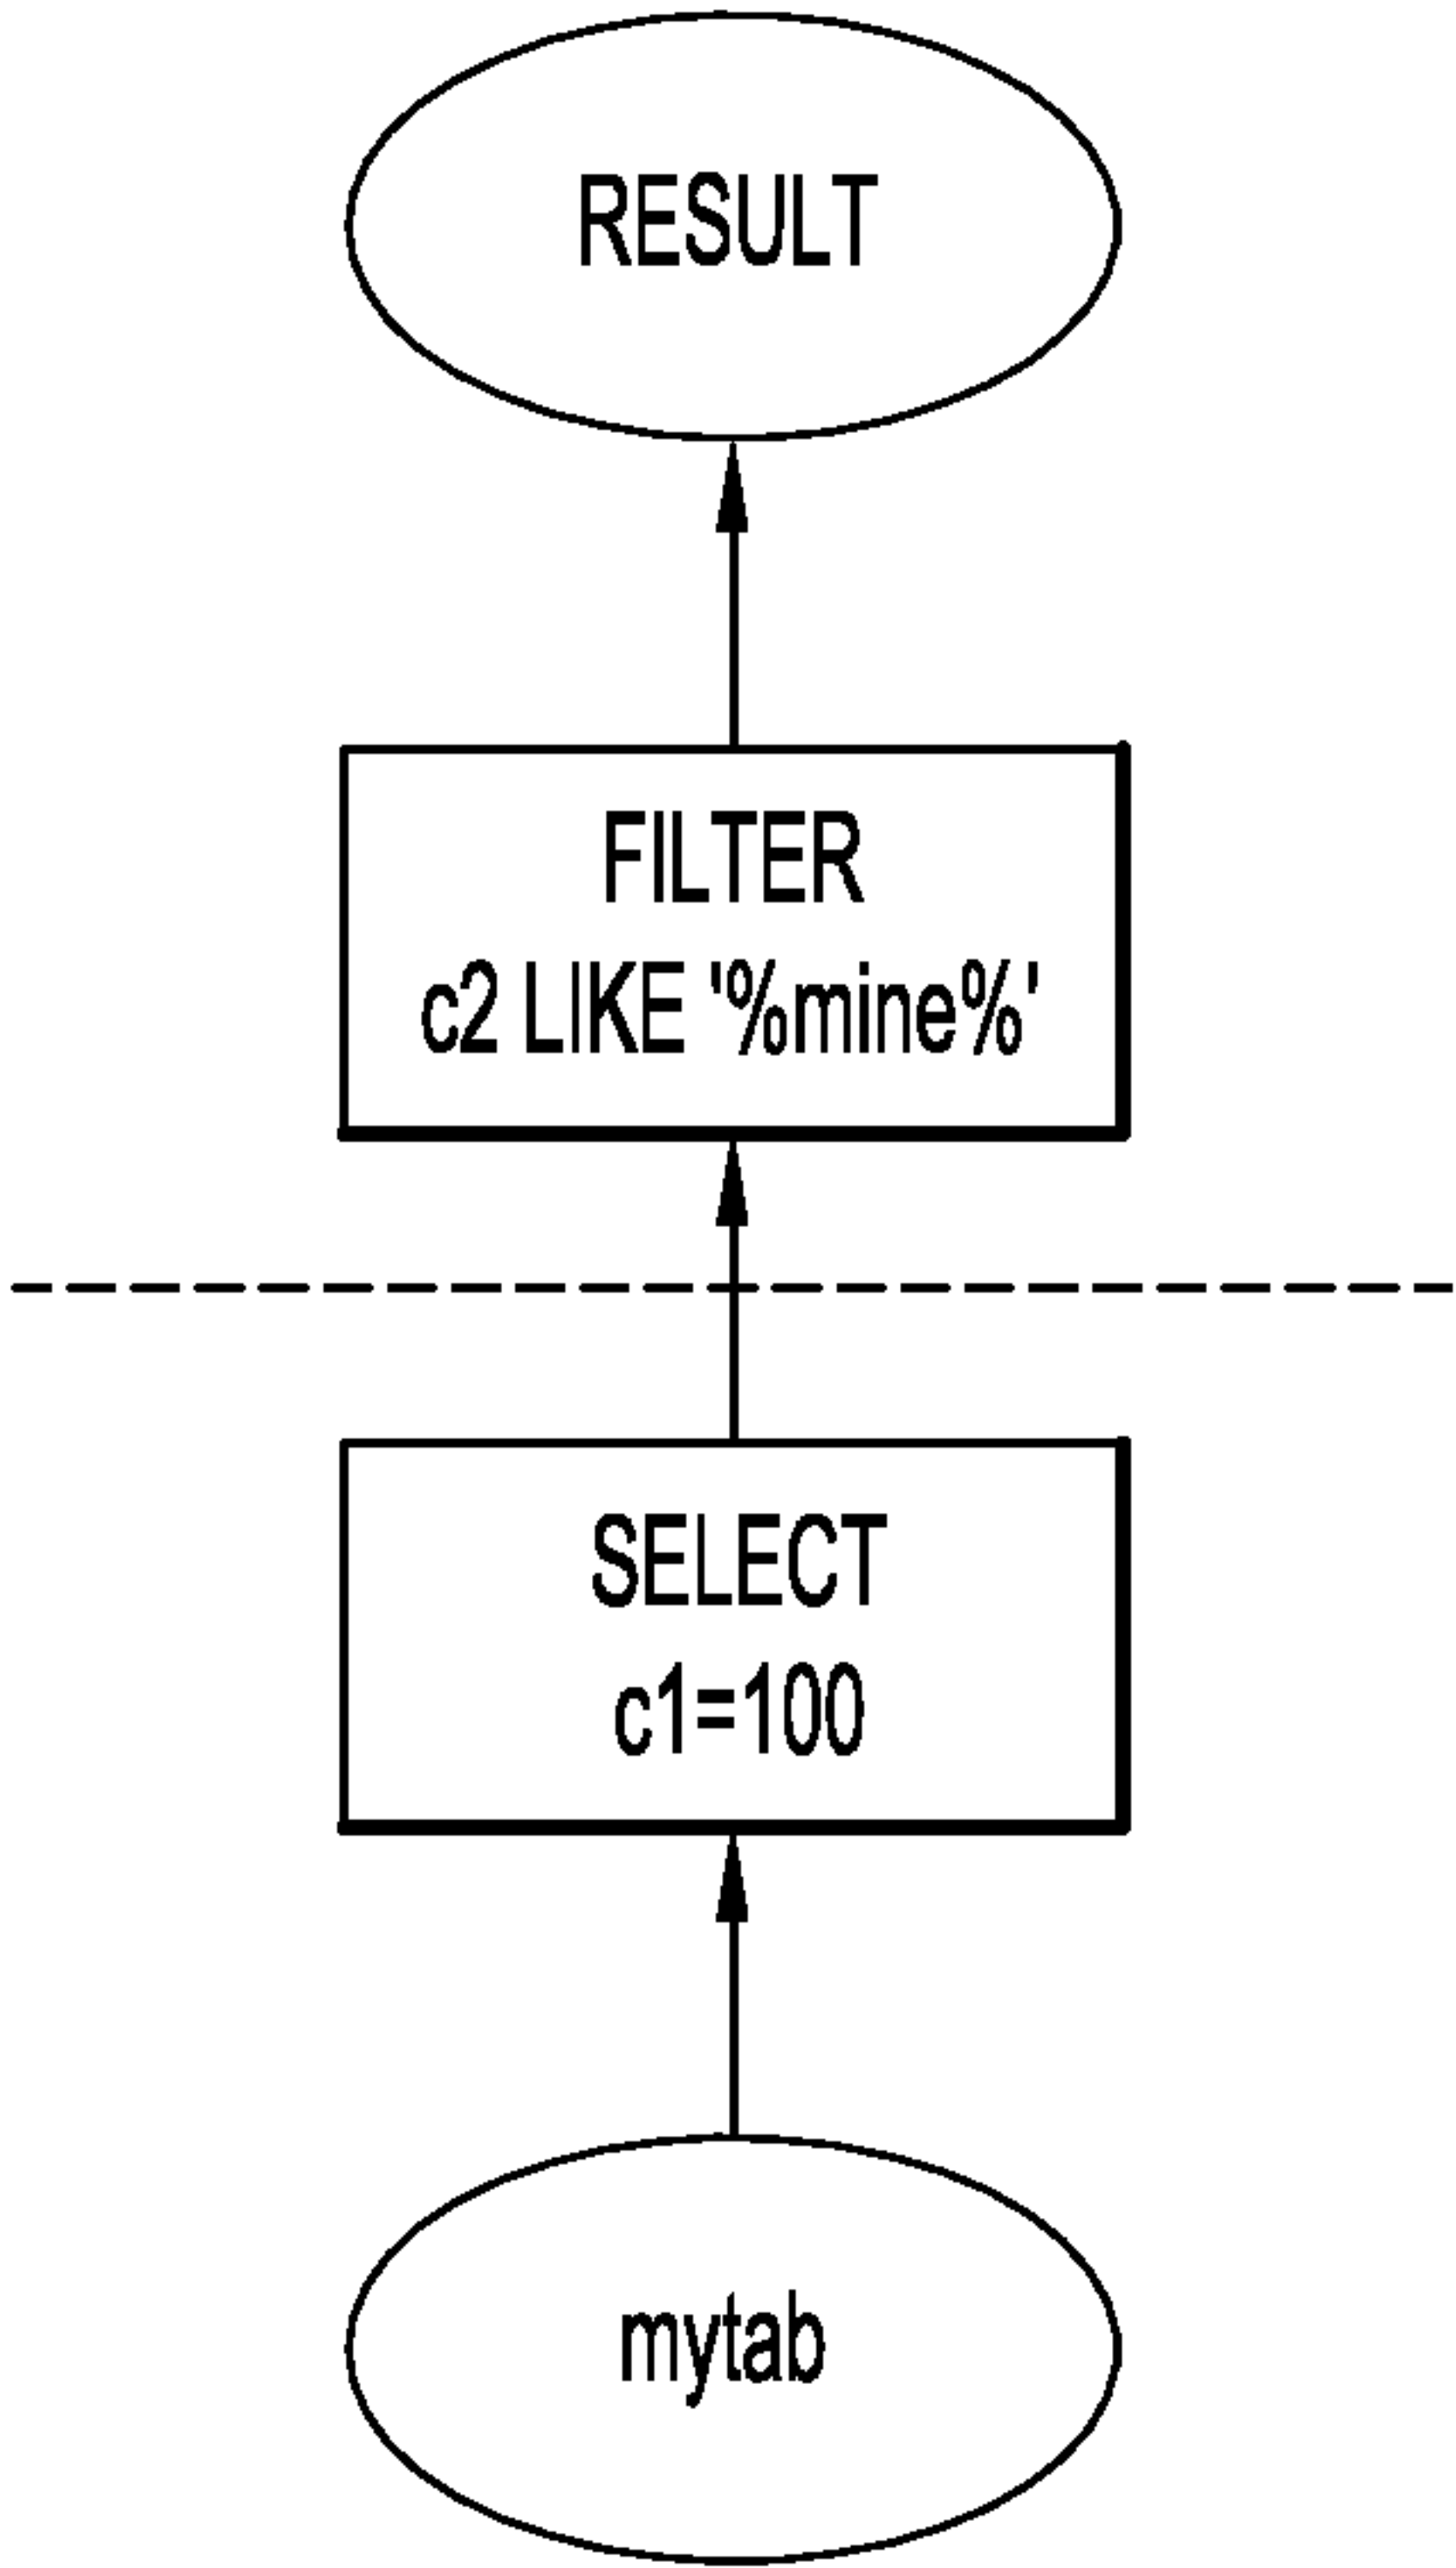 RESULT
FILTER
c2 LIKE '%mine%'
SELECT
c1=100
mytab